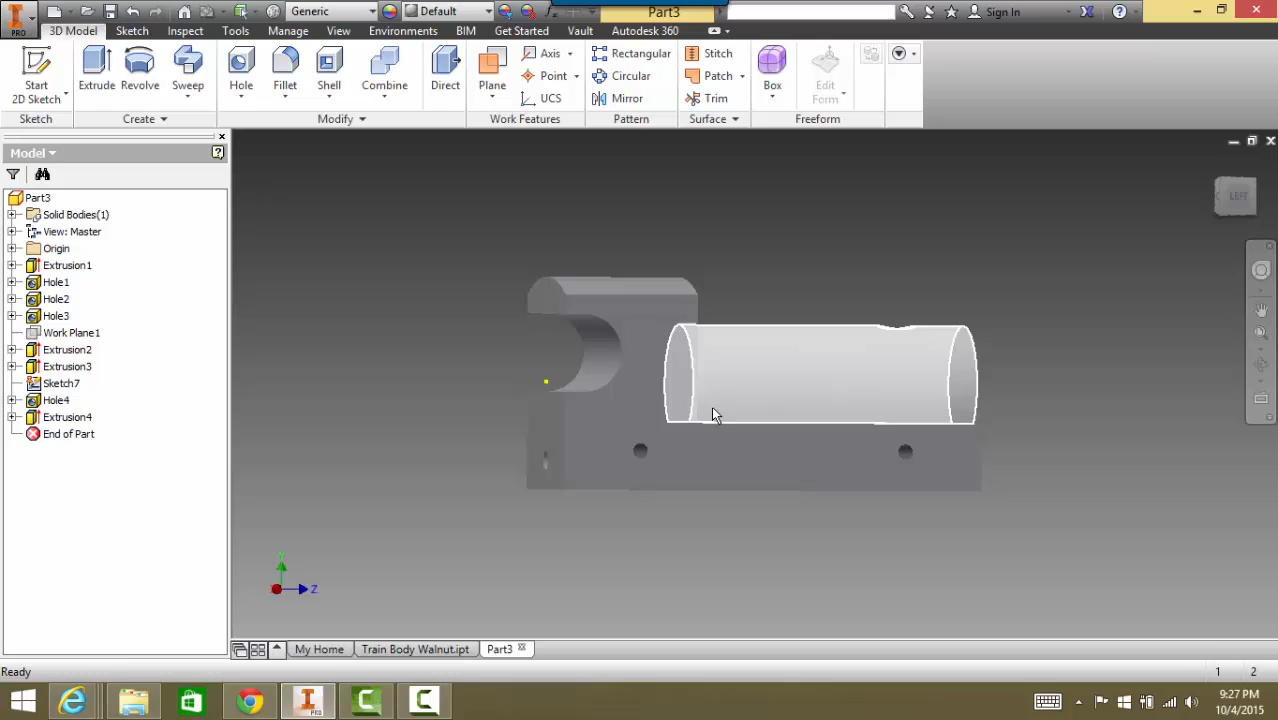 Generic
Default
Part3
Sign In
PRO
3D Model Sketch Inspect Tools Manage View Environments BIM Get Started Vault Autodesk 360
Start
2D Sketch
Extrude
Revolve
Sweep
Hole
Fillet
Shell
Combine
Direct
Plane
Axis
Point
UCS
Rectangular
Circular
Mirror
Stitch
Patch
Trim
Box
Edit
Form
Sketch
Create
Modify
Work Features
Pattern
Surface
Freeform
Model
Part3
Solid Bodies(1)
View: Master
Origin
Extrusion1
Hole1
Hole2
Hole3
Work Plane1
Extrusion2
Extrusion3
Sketch7
Hole4
Extrusion4
End of Part
LEFT
Z
My Home
Train Body Walnut.ipt
Part3
Ready
1 2
PRO
9:27 PM
10/4/2015